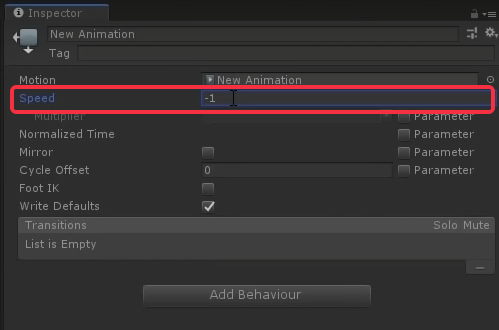 Inspector
New Animation
Tag
Motion New Animation
Speed -1
Multiplier Parameter
Normalized Time Parameter
Mirror Parameter
Cycle Offset 0 Parameter
Foot IK
Write Defaults
Transitions Solo Mute
List is Empty
Add Behaviour